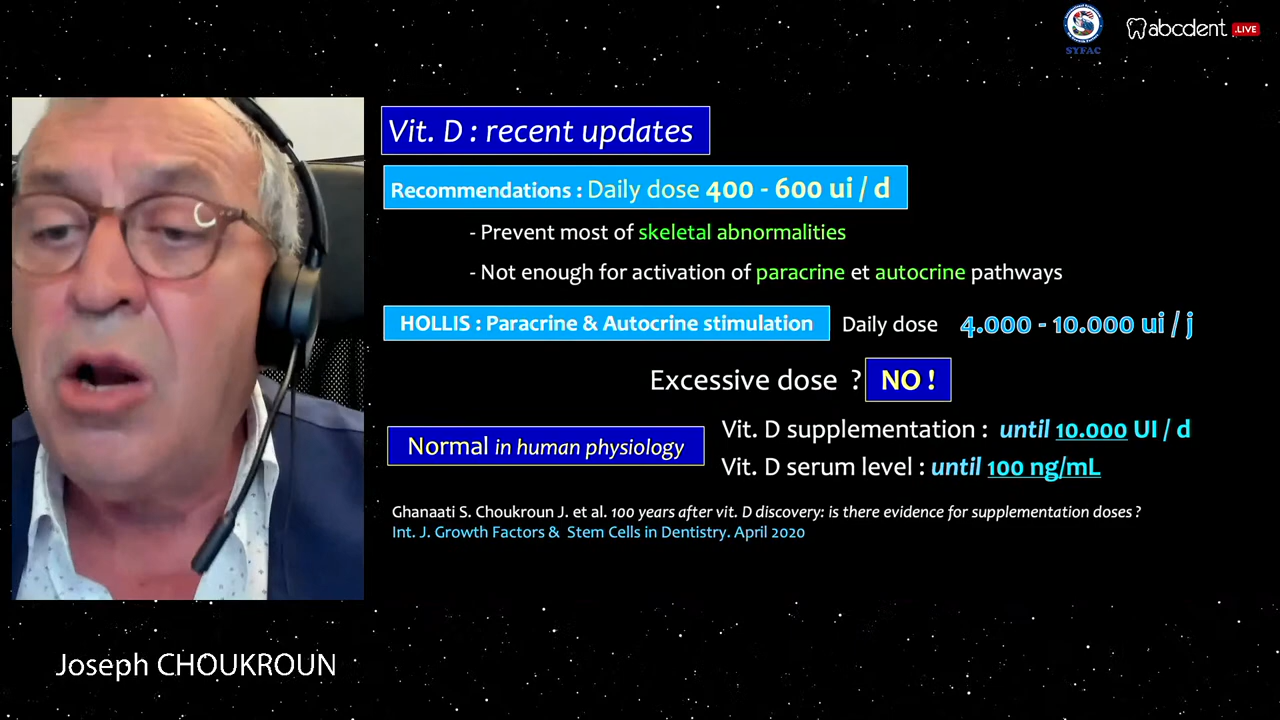 SYFAC
abcdent .LIVE
Vit. D : recent updates
Recommendations : Daily dose 400 - 600 ui / d
- Prevent most of skeletal abnormalities
- Not enough for activation of paracrine et autocrine pathways
HOLLIS : Paracrine & Autocrine stimulation Daily dose 4.000 - 10.000 ui / j
Excessive dose ? NO !
Normal in human physiology
Vit. D supplementation : until 10.000 UI / d
Vit. D serum level : until 100 ng/mL
Ghanaati S. Choukroun J. et al. 100 years after vit. D discovery: is there evidence for supplementation doses ?
Int. J. Growth Factors & Stem Cells in Dentistry. April 2020
Joseph CHOUKROUN